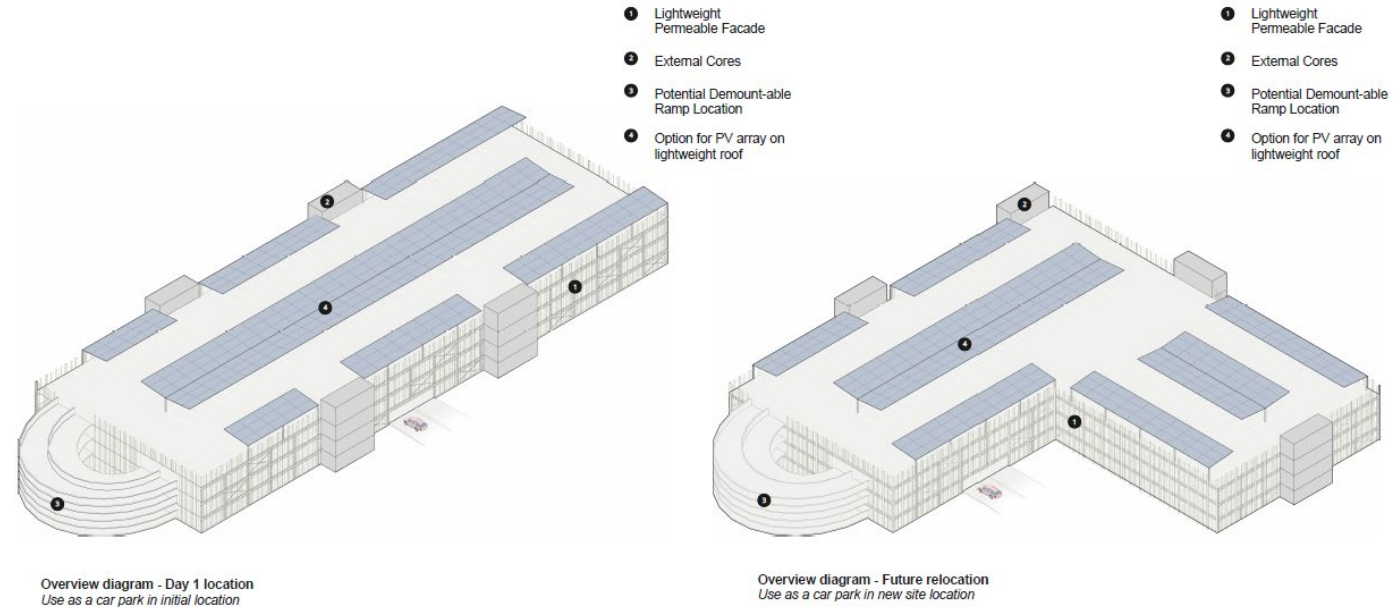 1 Lightweight
Permeable Facade
2 External Cores
3 Potential Demount-able
Ramp Location
4 Option for PV array on
lightweight roof
1 Lightweight
Permeable Facade
2 External Cores
3 Potential Demount-able
Ramp Location
4 Option for PV array on
lightweight roof
2
1
4
3
2
4
1
3
Overview diagram - Day 1 location
Use as a car park in initial location
Overview diagram - Future relocation
Use as a car park in new site location